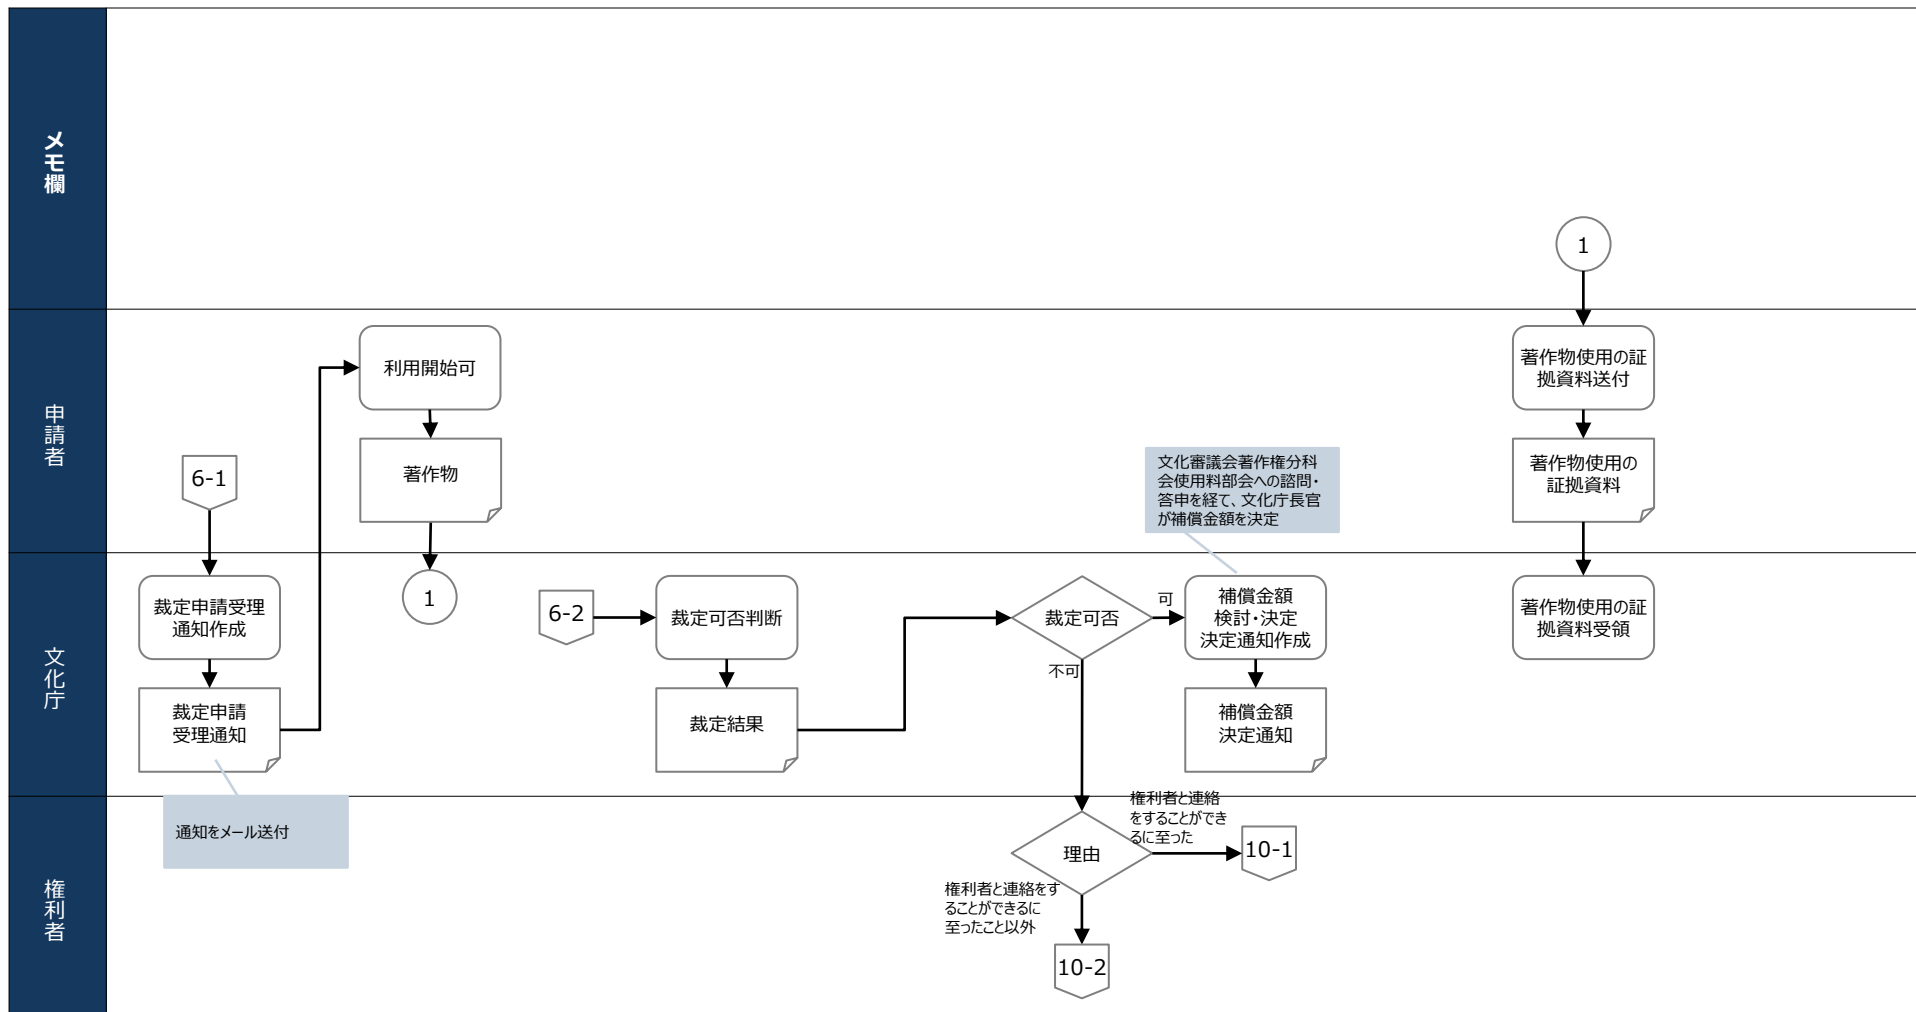 メモ欄
1
申請者
利用開始可
著作物
6-1
文化審議会著作権分科
会使用料部会への諮問・
答申を経て、文化庁長官
が補償金額を決定
著作物使用の証
拠資料送付
著作物使用の
証拠資料
文化庁
裁定申請受理
通知作成
裁定申請
受理通知
1
6-2
裁定可否判断
裁定結果
裁定可否
可
不可
補償金額
検討・決定
決定通知作成
補償金額
決定通知
著作物使用の証
拠資料受領
権利者
通知をメール送付
理由
権利者と連絡
をすることができ
るに至った
10-1
権利者と連絡をす
ることができるに
至ったこと以外
10-2